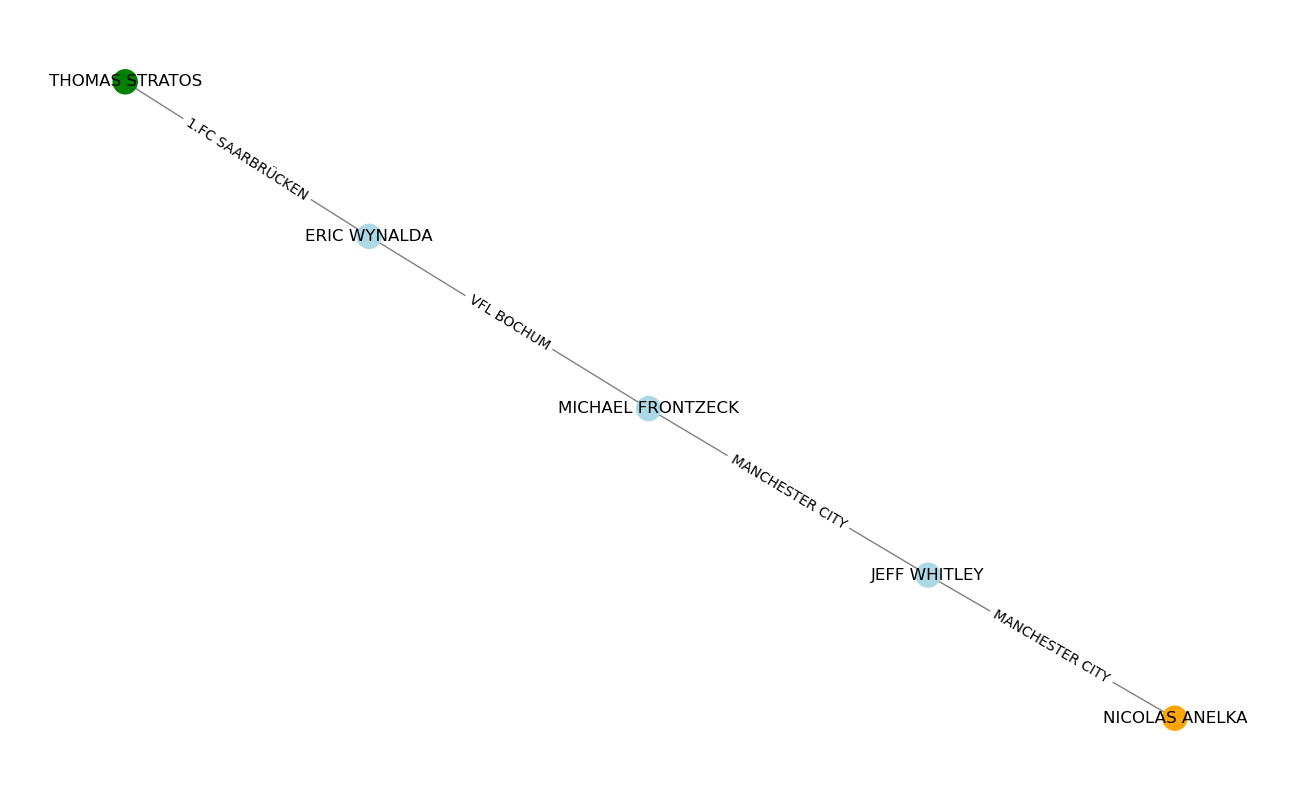 THOMAS STRATOS
1.FC SAARBRÜCKEN
ERIC WYNALDA
VFL BOCHUM
MICHAEL FRONTZECK
MANCHESTER CITY
JEFF WHITLEY
MANCHESTER CITY
NICOLAS ANELKA